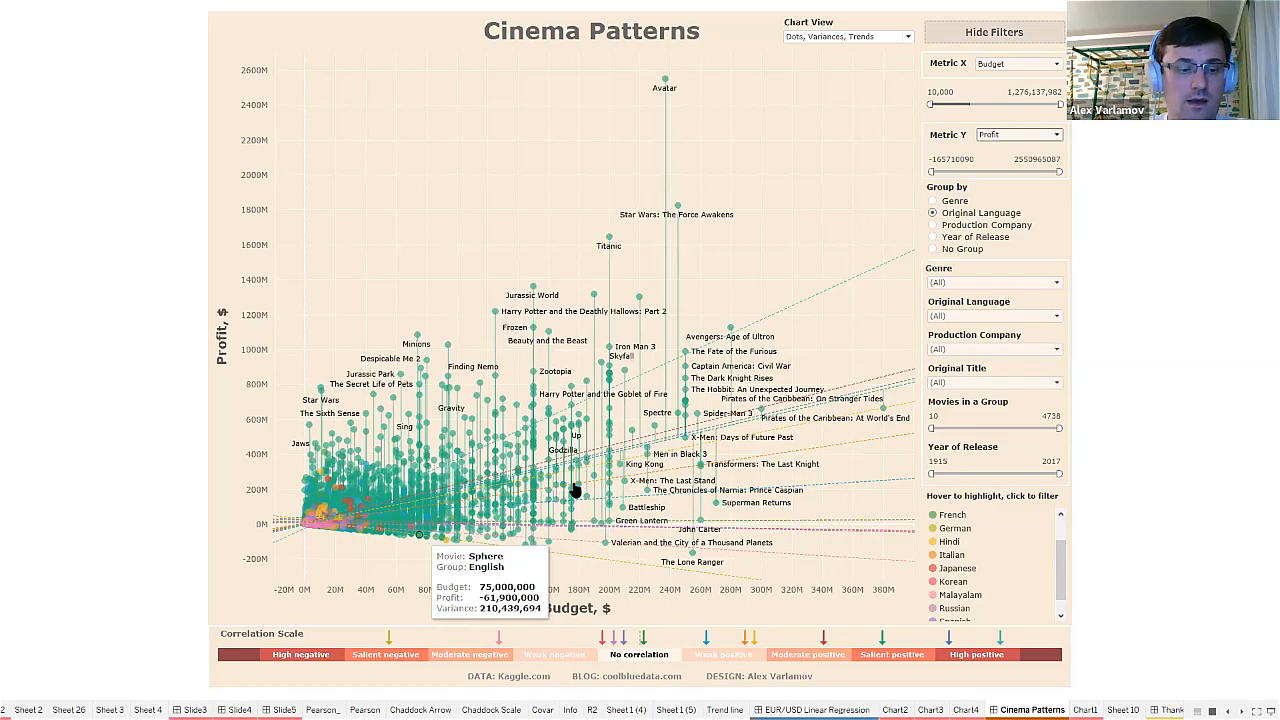 Cinema Patterns
Chart View
Dots, Variances, Trends
Hide Filters
Alex Varlamov
Metric X
Budget
10,000
1,276,137,982
Metric Y
Profit
-165710090
2550965087
Group by
Genre
Original Language
Production Company
Year of Release
No Group
Genre
(All)
Original Language
(All)
Production Company
(All)
Original Title
(All)
Movies in a Group
10
4738
Year of Release
1915
2017
Hover to highlight, click to filter
French
German
Hindi
Italian
Japanese
Korean
Malayalam
Russian
Spanish
Profit, $
2600M
2400M
2200M
2000M
1800M
1600M
1400M
1200M
1000M
800M
600M
400M
200M
0M
-200M
Avatar
Star Wars: The Force Awakens
Titanic
Jurassic World
Harry Potter and the Deathly Hallows: Part 2
Frozen
Avengers: Age of Ultron
Beauty and the Beast
Minions
Iron Man 3
The Fate of the Furious
Skyfall
Despicable Me 2
Finding Nemo
Captain America: Civil War
Jurassic Park
Zootopia
The Dark Knight Rises
The Secret Life of Pets
The Hobbit: An Unexpected Journey
Harry Potter and the Goblet of Fire
Pirates of the Caribbean: On Stranger Tides
Star Wars
Gravity
The Sixth Sense
Spectre
Spider-Man 3
Pirates of the Caribbean: At World's End
Sing
Up
X-Men: Days of Future Past
Jaws
Godzilla
Men in Black 3
King Kong
Transformers: The Last Knight
X-Men: The Last Stand
The Chronicles of Narnia: Prince Caspian
Superman Returns
Battleship
Green Lantern
John Carter
Valerian and the City of a Thousand Planets
The Lone Ranger
Movie: Sphere
Group: English
Budget: 75,000,000
Profit: -61,900,000
Variance: 210,439,694
-20M 0M 20M 40M 60M 180M 200M 220M 240M 260M 280M 300M 320M 340M 360M 380M
Budget, $
Correlation Scale
High negative
Salient negative
Moderate negative
Weak negative
No correlation
Weak positive
Moderate positive
Salient positive
High positive
DATA: Kaggle.com
BLOG: coolbluedata.com
DESIGN: Alex Varlamov
2
Sheet 2
Sheet 26
Sheet 3
Sheet 4
Slide3
Slide4
Slide5
Pearson_
Pearson
Chaddock Arrow
Chaddock Scale
Covar
Info
R2
Sheet 1 (4)
Sheet 1 (5)
Trend line
EUR/USD Linear Regression
Chart2
Chart3
Chart4
Cinema Patterns
Chart1
Sheet 10
Thank